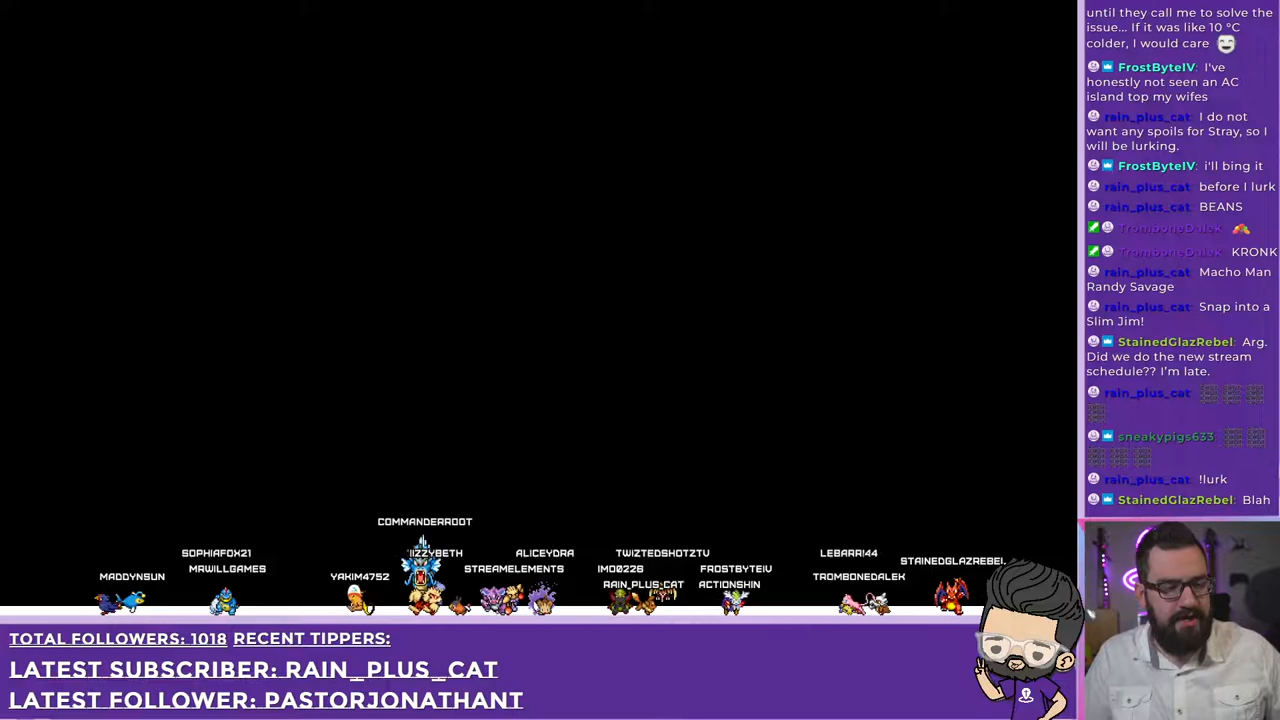 until they call me to solve the
issue... If it was like 10 °C
colder, I would care
FrostByteIV: I've
honestly not seen an AC
island top my wifes
rain_plus_cat: I do not
want any spoils for Stray, so I
will be lurking.
FrostByteIV: i'll bing it
rain_plus_cat: before I lurk
rain_plus_cat: BEANS
TromboneDalek:
TromboneDalek: KRONK
rain_plus_cat: Macho Man
Randy Savage
rain_plus_cat: Snap into a
Slim Jim!
StainedGlazRebel: Arg.
Did we do the new stream
schedule?? I'm late.
rain_plus_cat:
sneakypigs633:
rain_plus_cat: !lurk
StainedGlazRebel: Blah
COMMANDERROOT
SOPHIAFOX21 IIZZYBETH ALICEYDRA TWIZTEDSHOTZTV LEBARR!44
STAINEDGLAZREBEL
MRWILLGAMES STREAMELEMENTS IMD0226 FROSTBYTEIV
MADDYNSUN YAKIM4752 TROMBONEDALEK
RAIN_PLUS_CAT ACTIONSHIN
TOTAL FOLLOWERS: 1018 RECENT TIPPERS:
LATEST SUBSCRIBER: RAIN_PLUS_CAT
LATEST FOLLOWER: PASTORJONATHANT